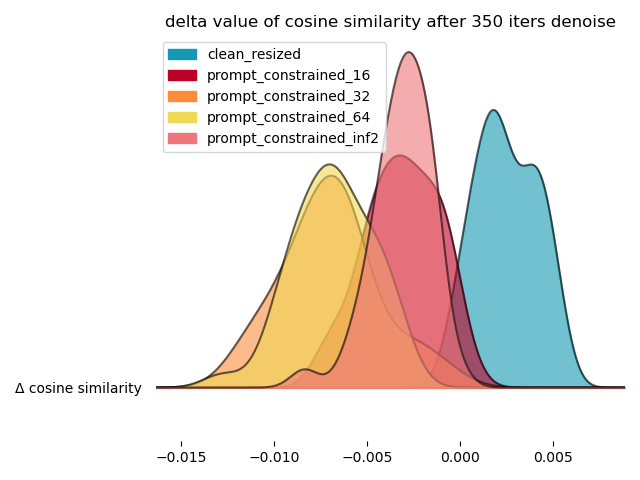 delta value of cosine similarity after 350 iters denoise
clean_resized
prompt_constrained_16
prompt_constrained_32
prompt_constrained_64
prompt_constrained_inf2
Δ cosine similarity
−0.015 −0.010 −0.005 0.000 0.005